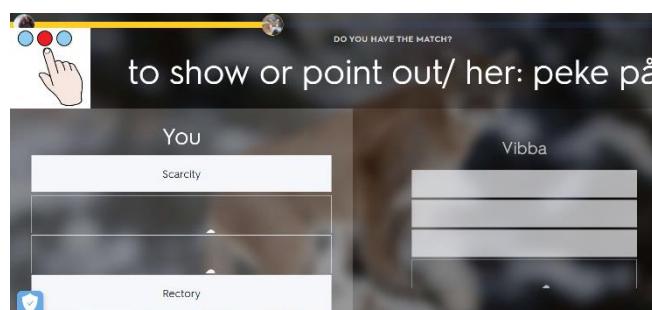 DO YOU HAVE THE MATCH?
to show or point out/ her: peke på
You
Vibba
Scarcity
Rectory